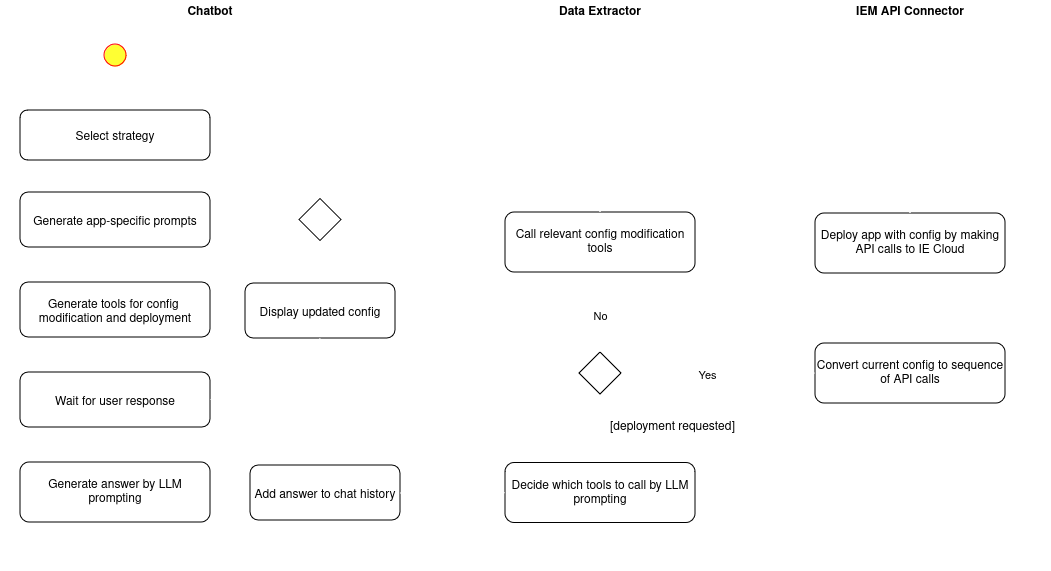 Chatbot
Data Extractor
IEM API Connector
Select strategy
Generate app-specific prompts
Call relevant config modification
tools
Deploy app with config by making
API calls to IE Cloud
Generate tools for config
modification and deployment
Display updated config
No
Yes
Convert current config to sequence
of API calls
Wait for user response
[deployment requested]
Generate answer by LLM
prompting
Add answer to chat history
Decide which tools to call by LLM
prompting